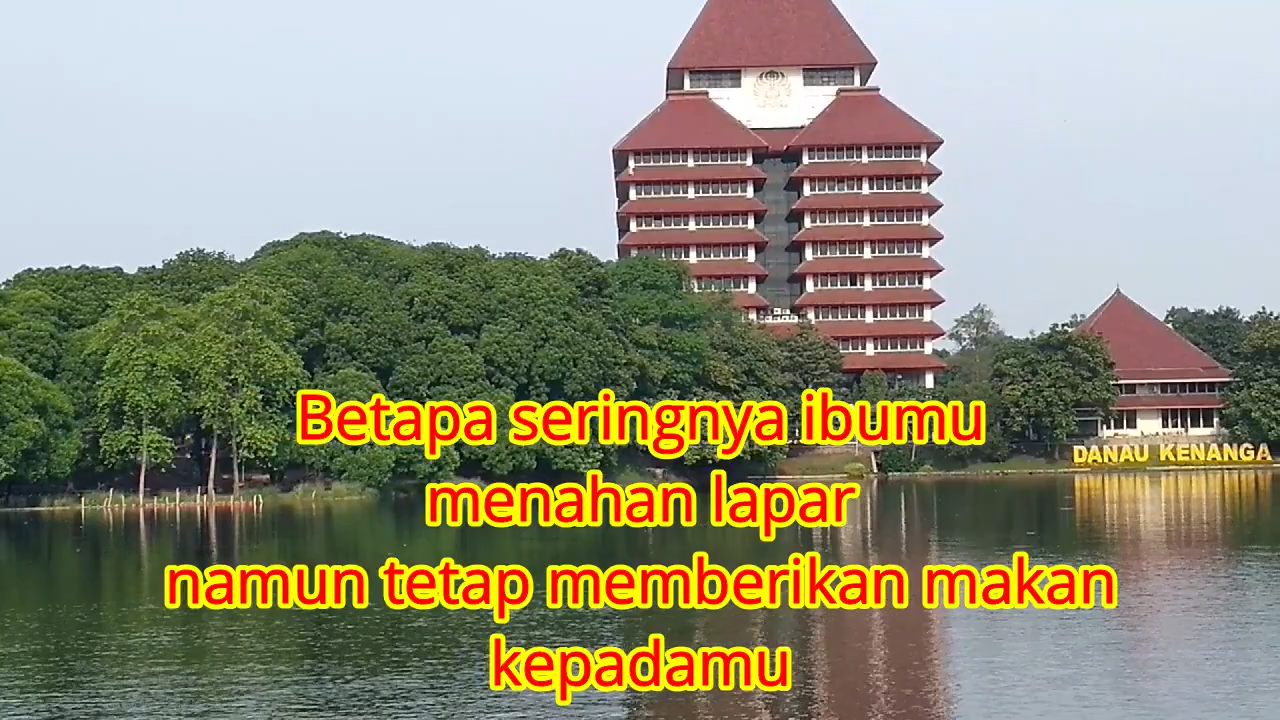 DANAU KENANGA
Betapa seringnya ibumu
menahan lapar
namun tetap memberikan makan
kepadamu